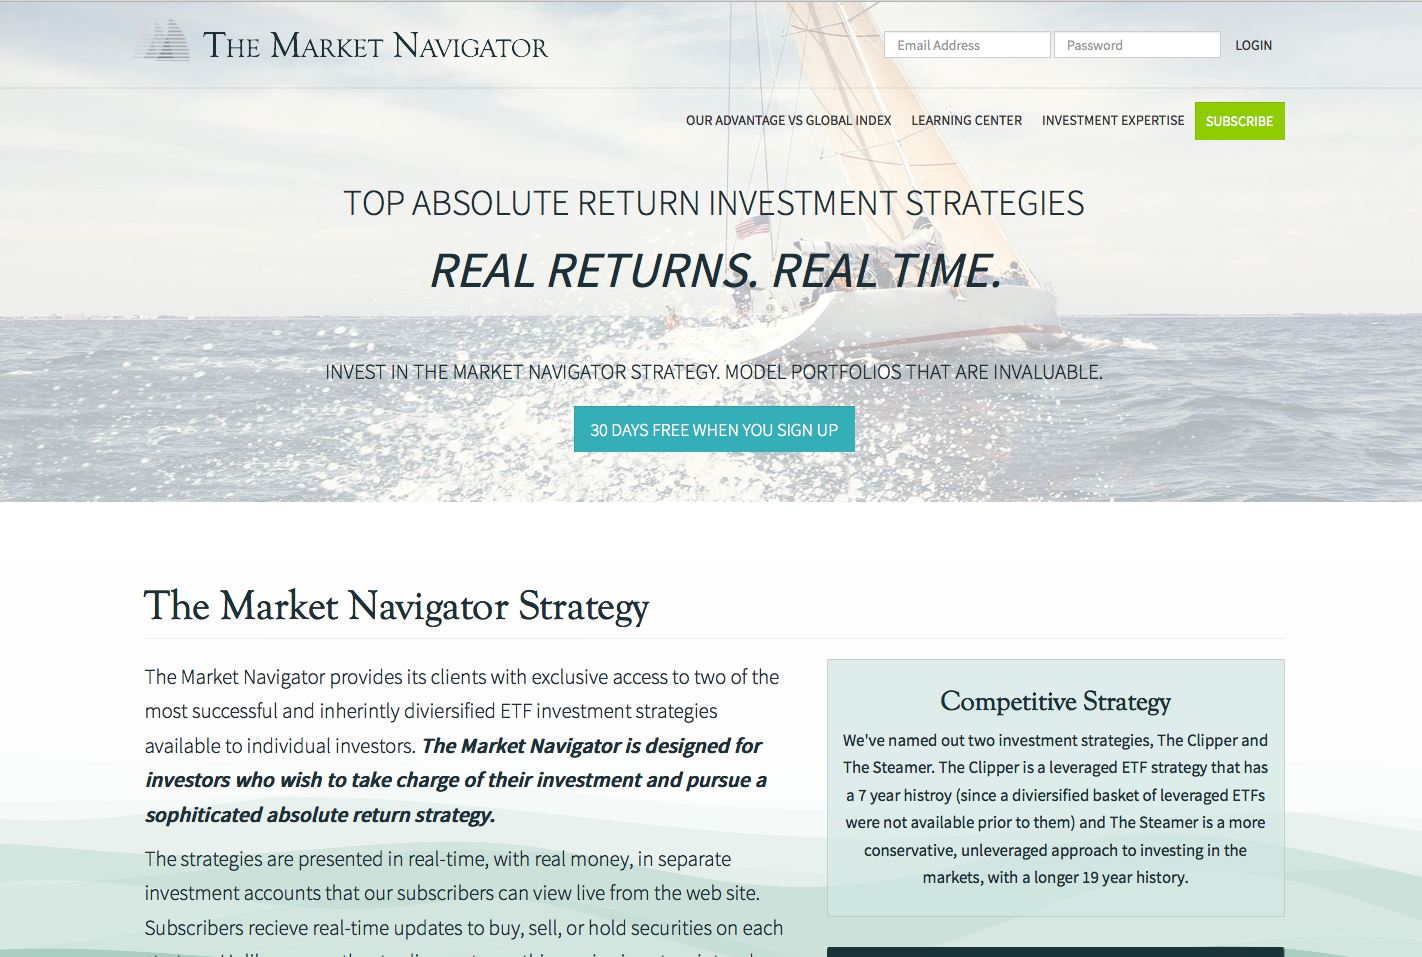 THE MARKET NAVIGATOR
Email Address
Password
LOGIN
OUR ADVANTAGE VS GLOBAL INDEX
LEARNING CENTER
INVESTMENT EXPERTISE
SUBSCRIBE
TOP ABSOLUTE RETURN INVESTMENT STRATEGIES
REAL RETURNS. REAL TIME.
INVEST IN THE MARKET NAVIGATOR STRATEGY. MODEL PORTFOLIOS THAT ARE INVALUABLE.
30 DAYS FREE WHEN YOU SIGN UP
The Market Navigator Strategy
The Market Navigator provides its clients with exclusive access to two of the
most successful and inherintly diviersified ETF investment strategies
available to individual investors. The Market Navigator is designed for
investors who wish to take charge of their investment and pursue a
sophiticated absolute return strategy.
The strategies are presented in real-time, with real money, in separate
investment accounts that our subscribers can view live from the web site.
Subscribers recieve real-time updates to buy, sell, or hold securities on each
Competitive Strategy
We've named out two investment strategies, The Clipper and
The Steamer. The Clipper is a leveraged ETF strategy that has
a 7 year histroy (since a diviersified basket of leveraged ETFs
were not available prior to them) and The Steamer is a more
conservative, unleveraged approach to investing in the
markets, with a longer 19 year history.